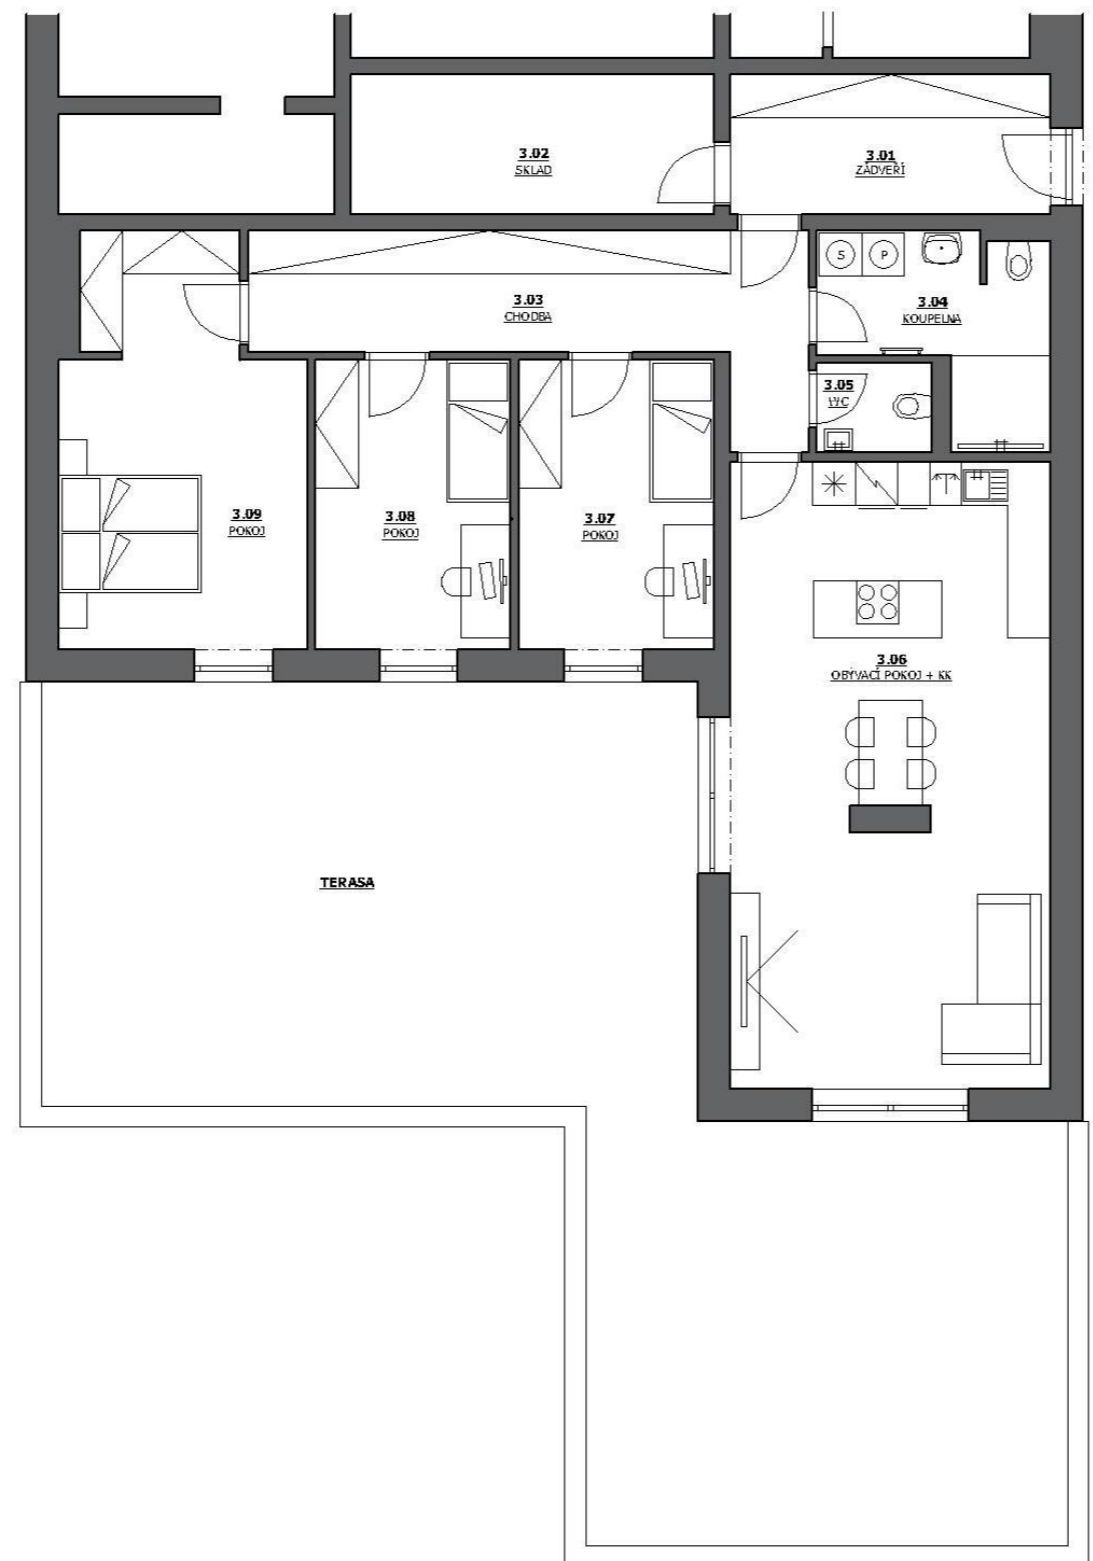 3.02
SKLAD
3.01
ZÁDVEŘÍ
S P
3.03
CHODBA
3.04
KOUPELNA
3.05
WC
3.09
POKOJ
3.08
POKOJ
3.07
POKOJ
3.06
OBÝVACÍ POKOJ + KK
TERASA